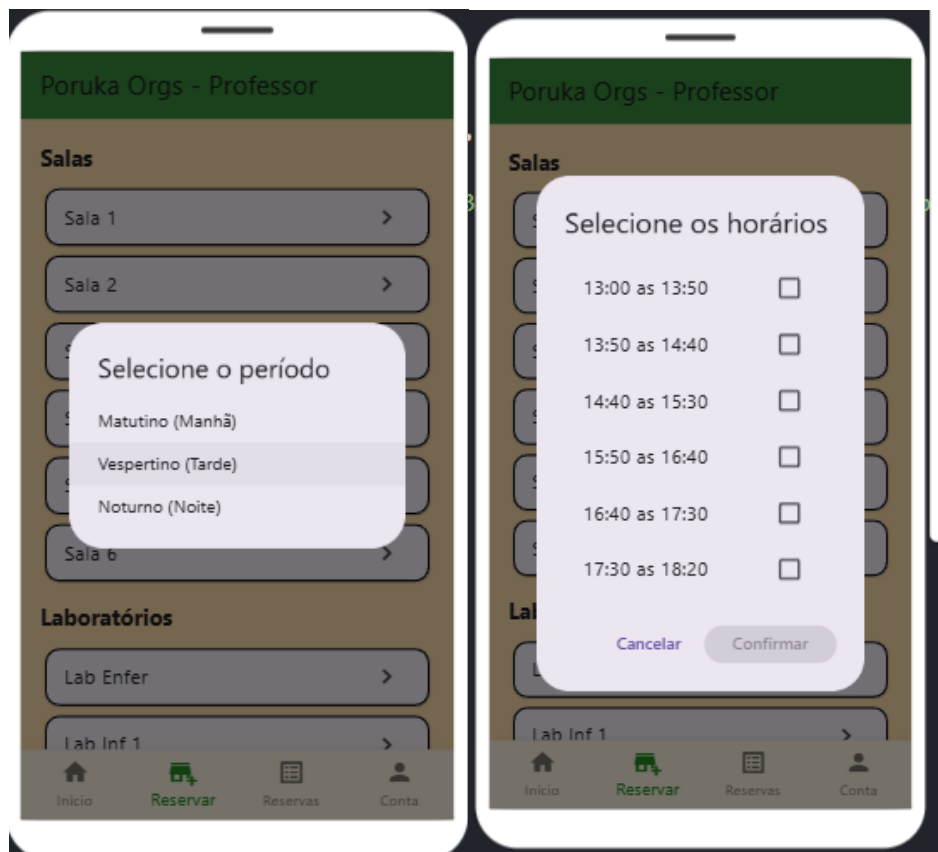 Poruka Orgs - Professor
Salas
Sala 1
Sala 2
Selecione o período
Matutino (Manhã)
Vespertino (Tarde)
Noturno (Noite)
Sala 6
Laboratórios
Lab Enfer
Lab Inf 1
Inicio
Reservar
Reservas
Conta
Poruka Orgs - Professor
Salas
Selecione os horários
13:00 as 13:50
13:50 as 14:40
14:40 as 15:30
15:50 as 16:40
16:40 as 17:30
17:30 as 18:20
Cancelar Confirmar
Lab Inf 1
Inicio
Reservar
Reservas
Conta